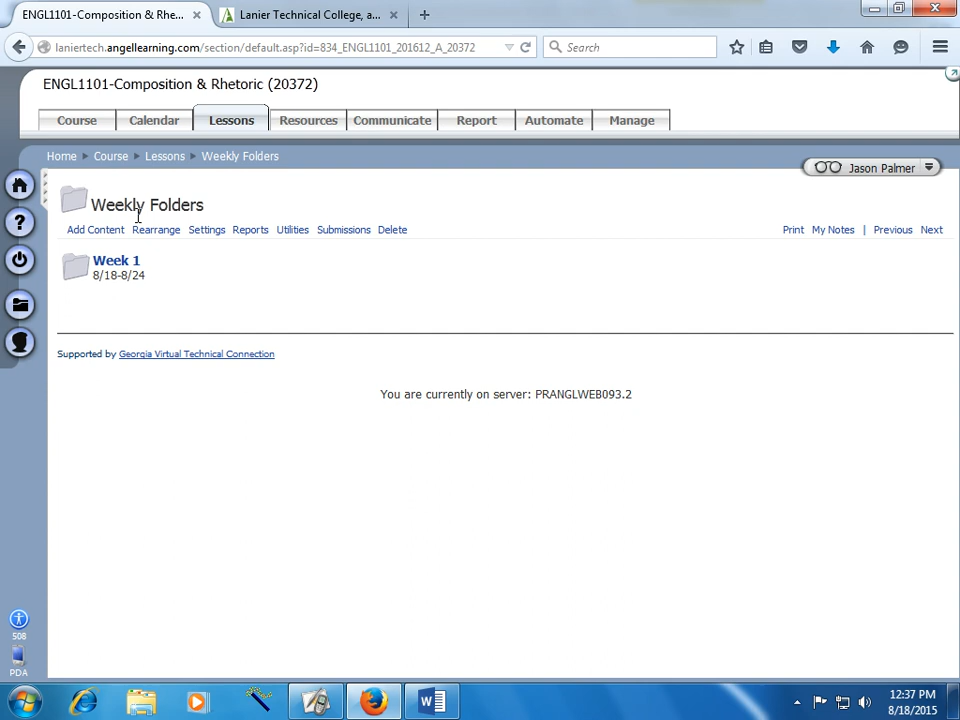 ENGL1101-Composition & Rhe... × Lanier Technical College, a... × +
laniertech.angellearning.com/section/default.asp?id=834_ENGL1101_201612_A_20372 Search
ENGL1101-Composition & Rhetoric (20372)
Course Calendar Lessons Resources Communicate Report Automate Manage
Home Course Lessons Weekly Folders
Jason Palmer
Weekly Folders
Add Content Rearrange Settings Reports Utilities Submissions Delete Print My Notes | Previous Next
Week 1
8/18-8/24
Supported by Georgia Virtual Technical Connection
You are currently on server: PRANGLWEB093.2
508
PDA
12:37 PM
8/18/2015